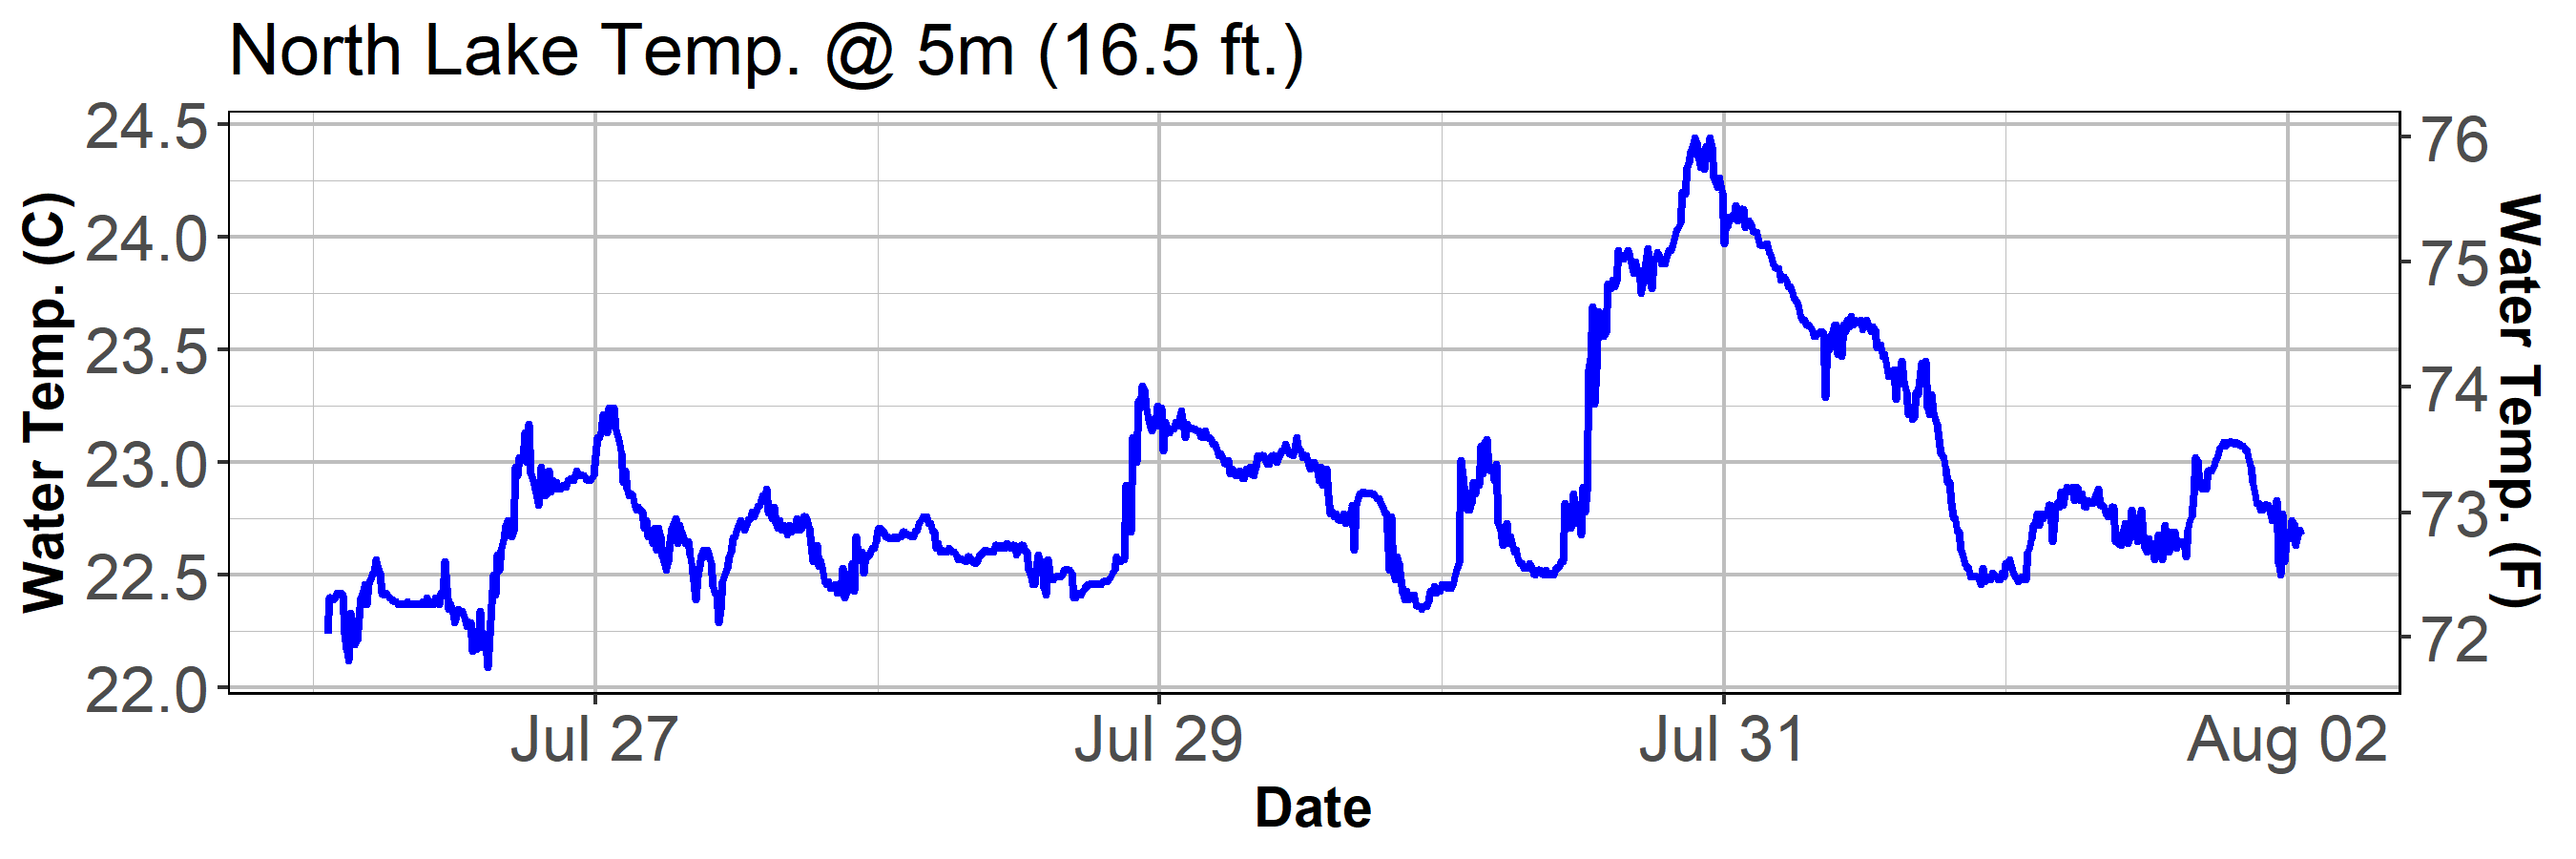 North Lake Temp. @ 5m (16.5 ft.)
Water Temp. (C)
24.5
24.0
23.5
23.0
22.5
22.0
76
75
74
73
72
Water Temp. (F)
Jul 27 Jul 29 Jul 31 Aug 02
Date